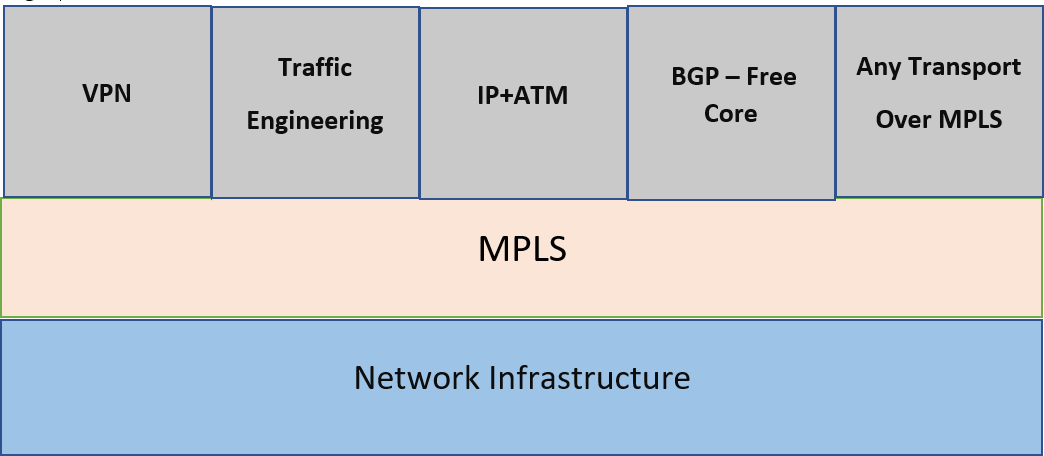 VPN
Traffic
Engineering
IP+ATM
BGP – Free
Core
Any Transport
Over MPLS
MPLS
Network Infrastructure